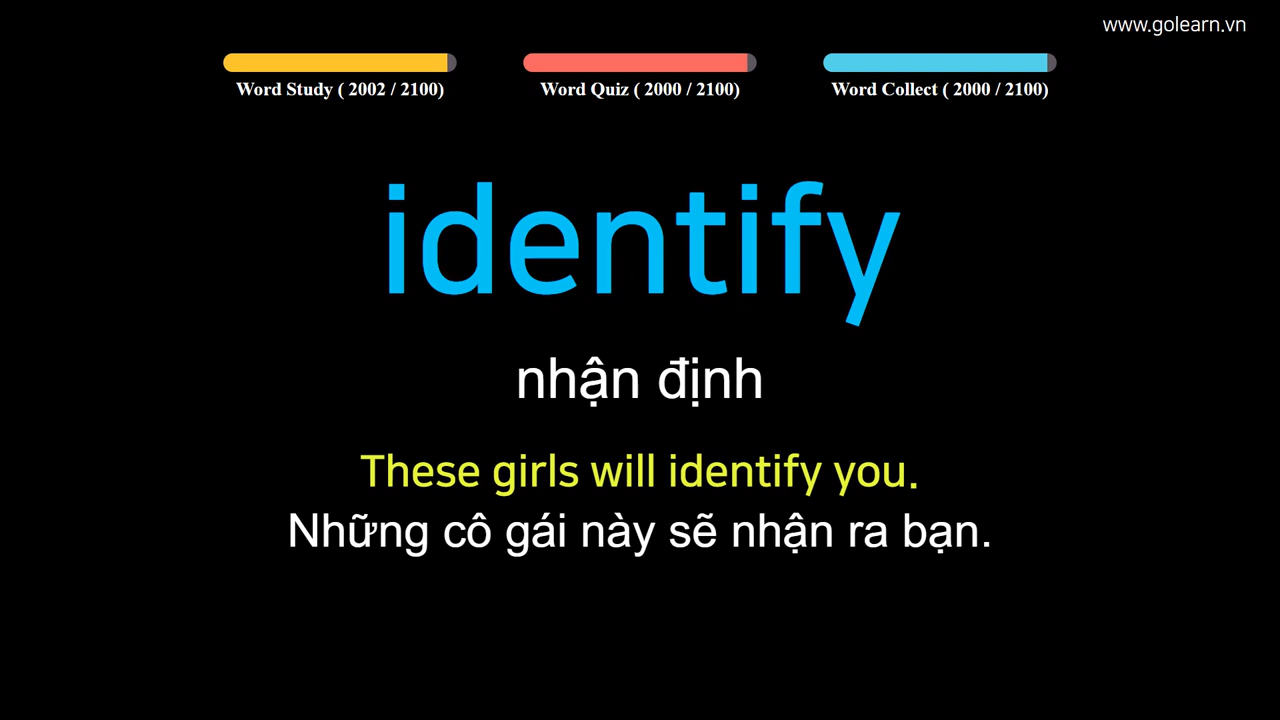 www.golearn.vn
Word Study ( 2002 / 2100)
Word Quiz ( 2000 / 2100)
Word Collect ( 2000 / 2100)
identify
nhận định
These girls will identify you.
Những cô gái này sẽ nhận ra bạn.